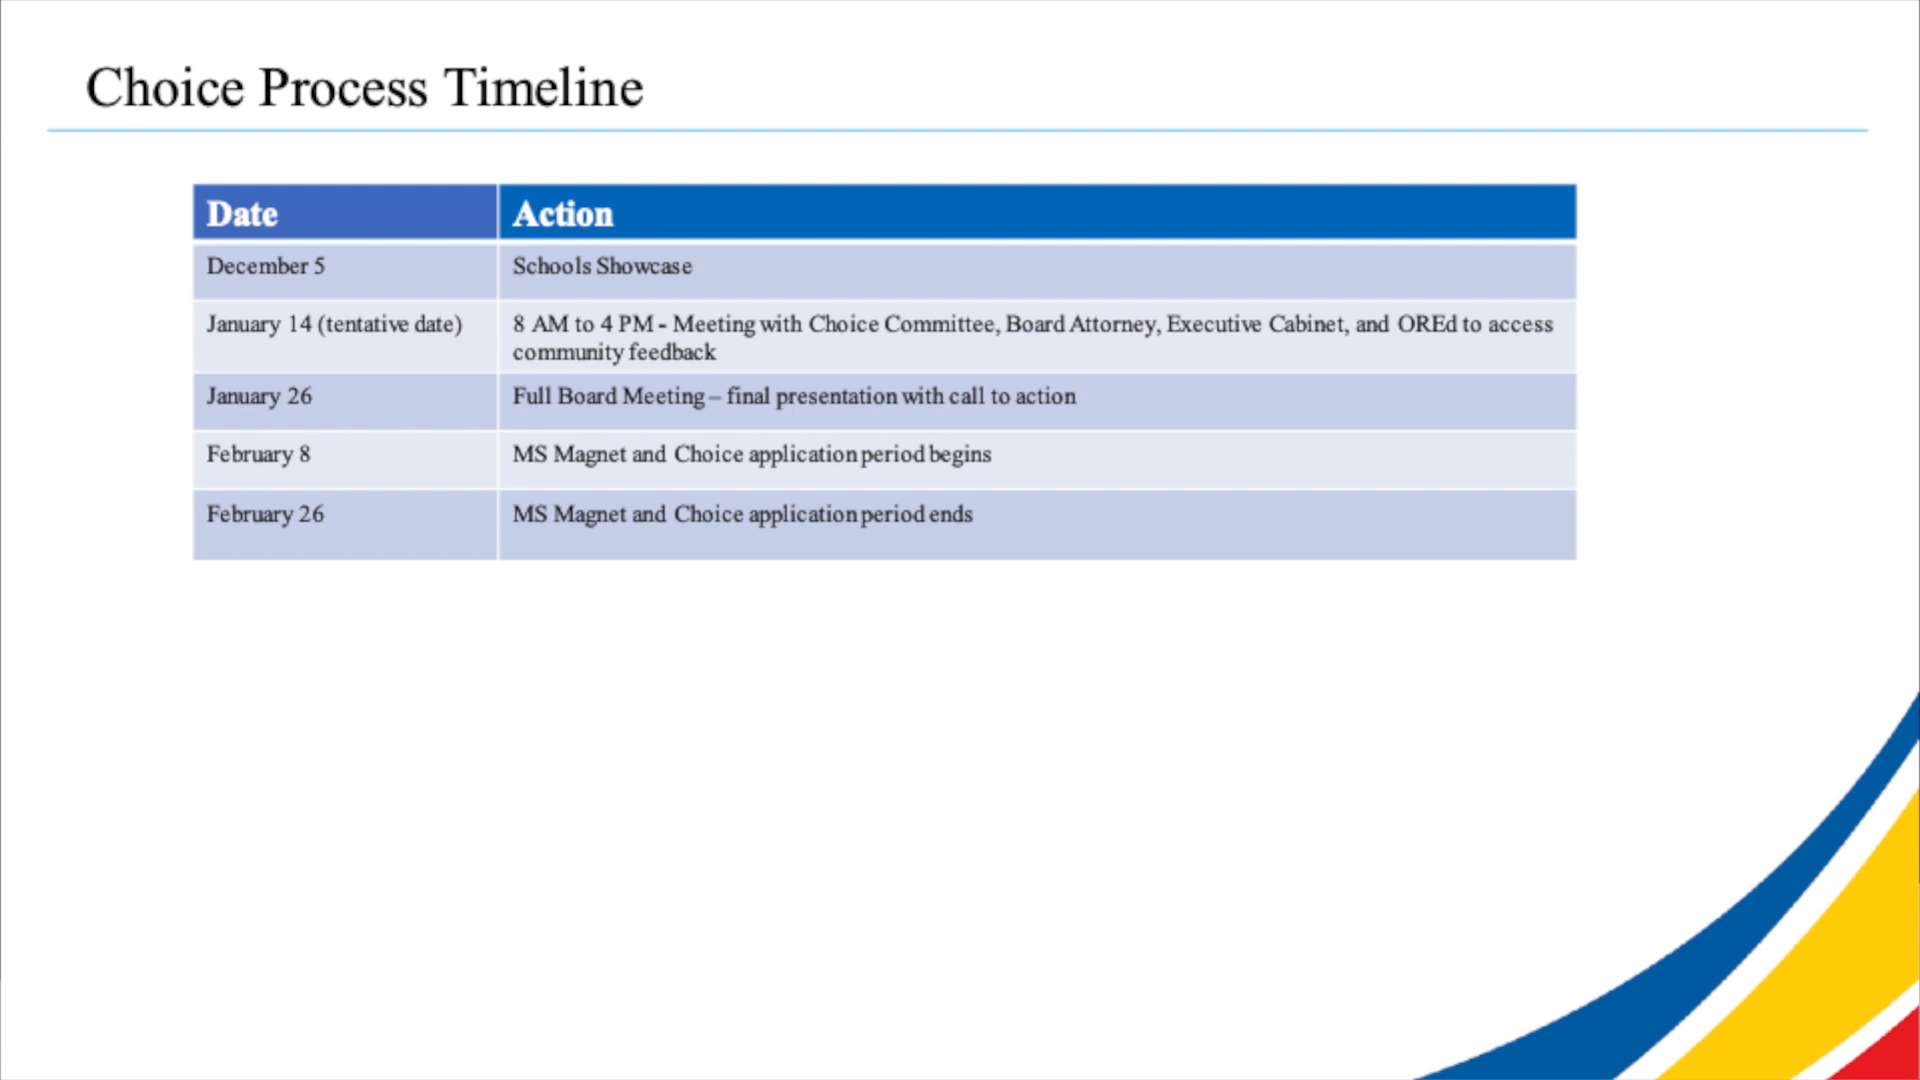 Choice Process Timeline
Date Action
December 5 Schools Showcase
January 14 (tentative date) 8 AM to 4 PM - Meeting with Choice Committee, Board Attorney, Executive Cabinet, and OREd to access
community feedback
January 26 Full Board Meeting – final presentation with call to action
February 8 MS Magnet and Choice application period begins
February 26 MS Magnet and Choice application period ends